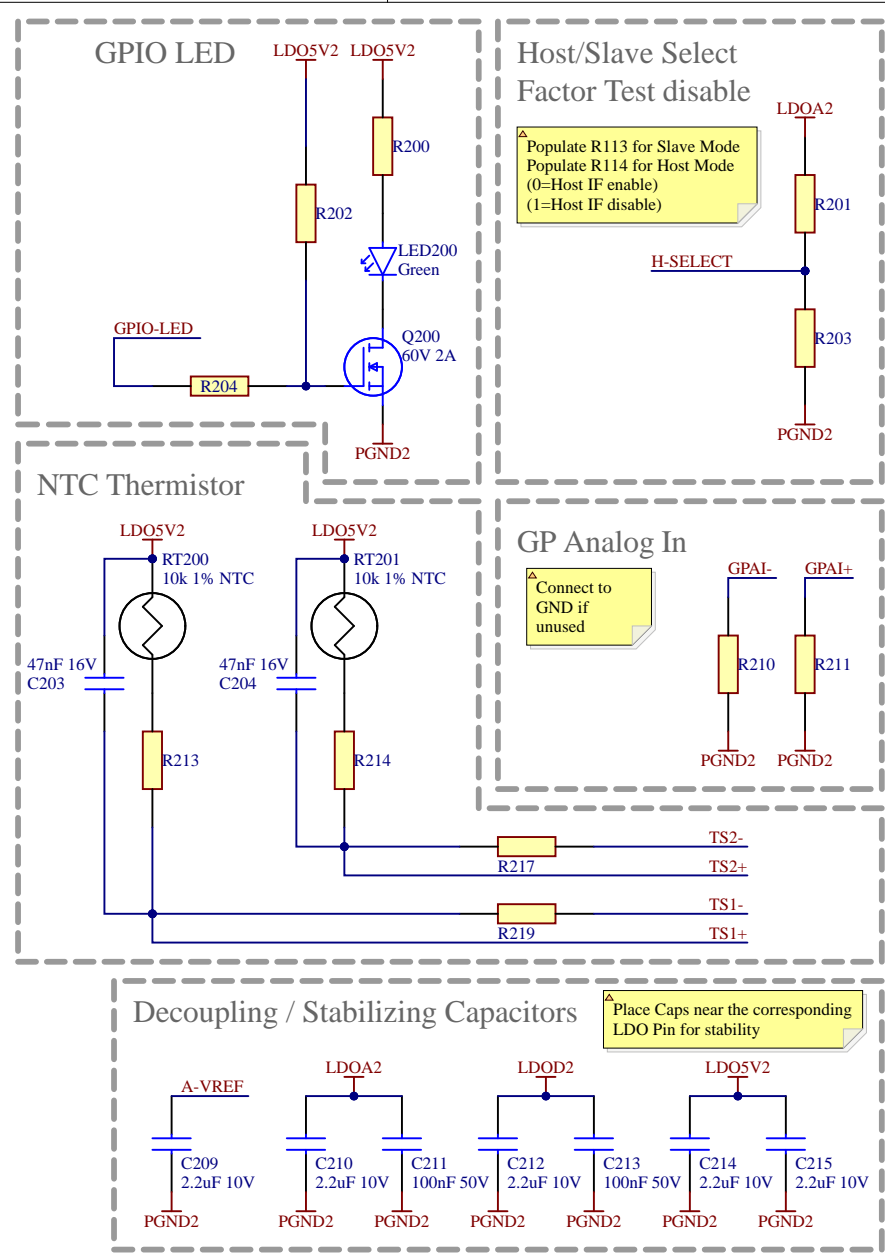 GPIO LED
LDO5V2
LDO5V2
R200
R202
LED200
Green
GPIO-LED
Q200
60V 2A
R204
PGND2
Host/Slave Select
Factor Test disable
LDOA2
Populate R113 for Slave Mode
Populate R114 for Host Mode
(0=Host IF enable)
(1=Host IF disable)
R201
H-SELECT
R203
PGND2
NTC Thermistor
LDO5V2
RT200
10k 1% NTC
LDO5V2
RT201
10k 1% NTC
47nF 16V
C203
47nF 16V
C204
R213
R214
GP Analog In
Connect to
GND if
unused
GPAI-
GPAI+
R210
R211
PGND2
PGND2
TS2-
R217
TS2+
TS1-
R219
TS1+
Decoupling / Stabilizing Capacitors
Place Caps near the corresponding
LDO Pin for stability
A-VREF
LDOA2
LDOD2
LDO5V2
C209
2.2uF 10V
C210
2.2uF 10V
C211
100nF 50V
C212
2.2uF 10V
C213
100nF 50V
C214
2.2uF 10V
C215
2.2uF 10V
PGND2
PGND2
PGND2
PGND2
PGND2
PGND2
PGND2